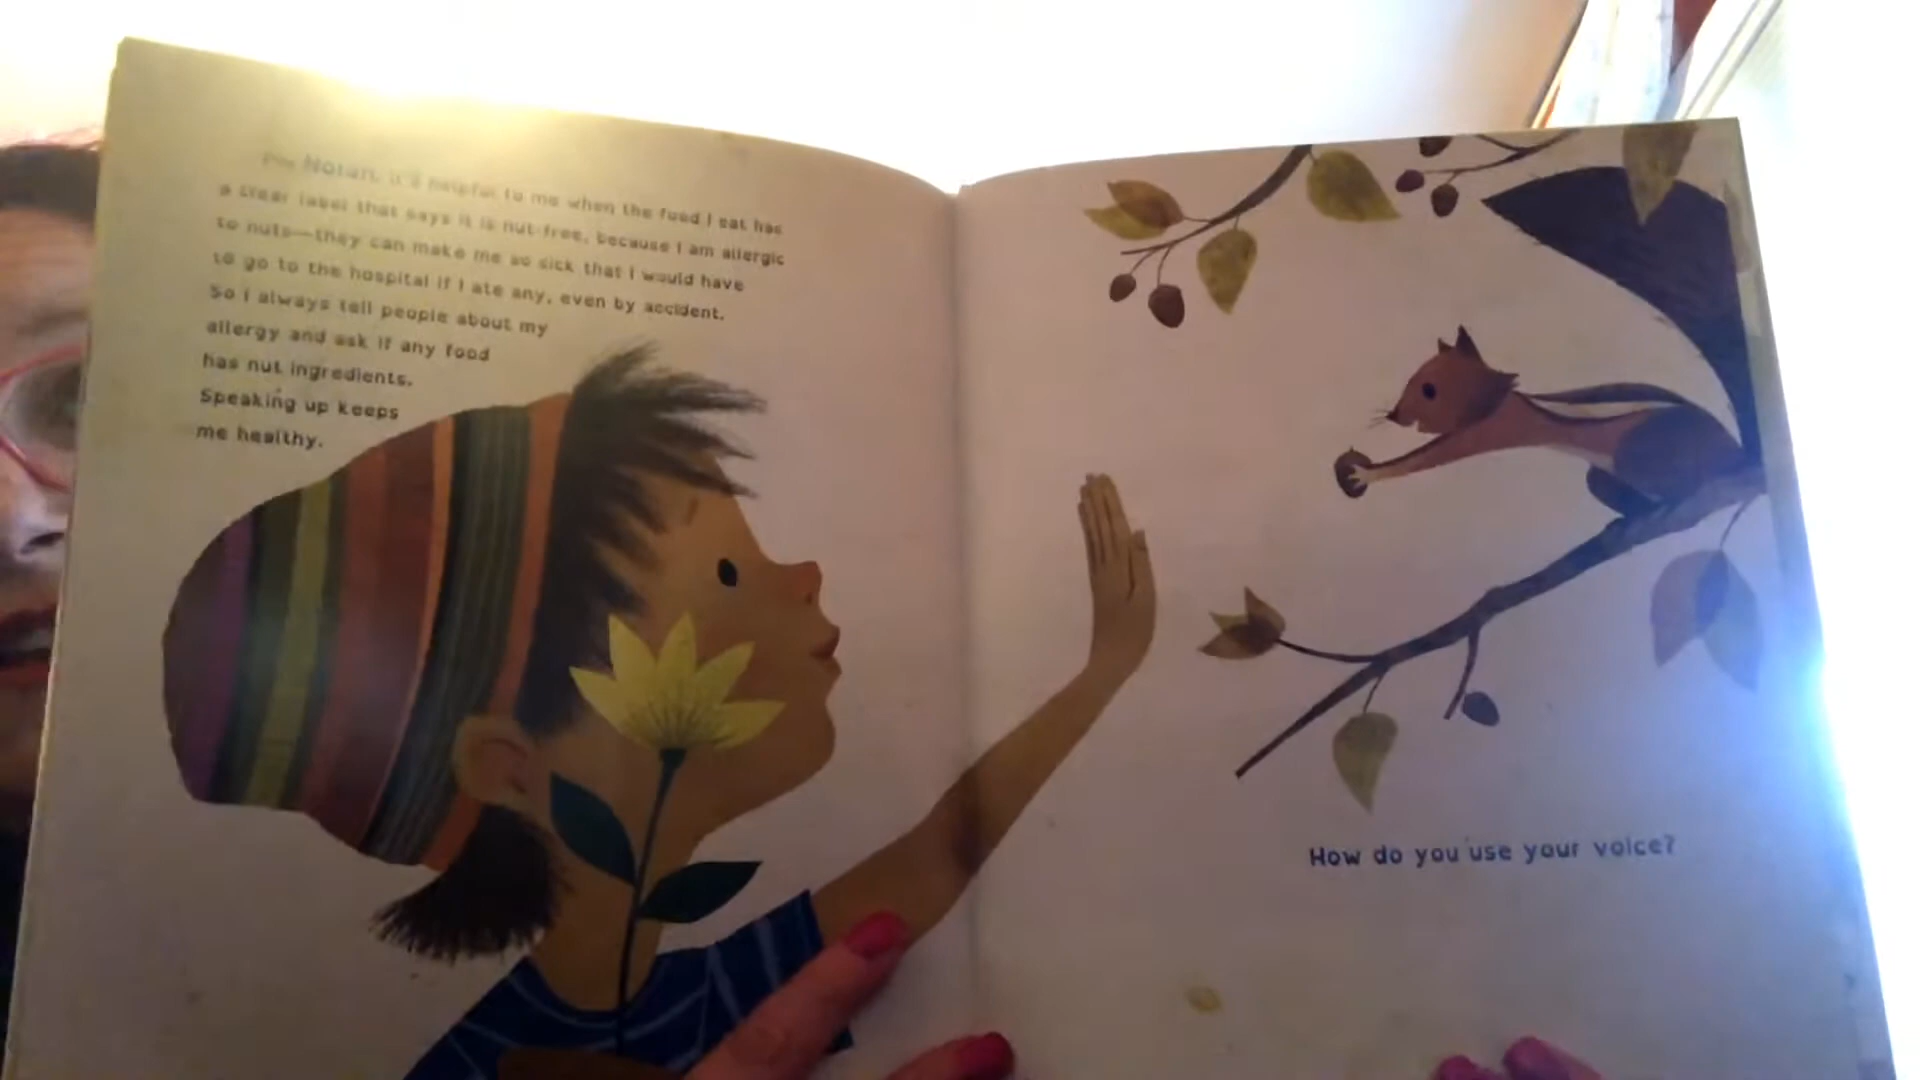 I'm Nolan. It's helpful to me when the food I eat has
a clear label that says it is nut-free, because I am allergic
to nuts—they can make me so sick that I would have
to go to the hospital if I ate any, even by accident.
So I always tell people about my
allergy and ask if any food
has nut ingredients.
Speaking up keeps
me healthy.
How do you use your voice?